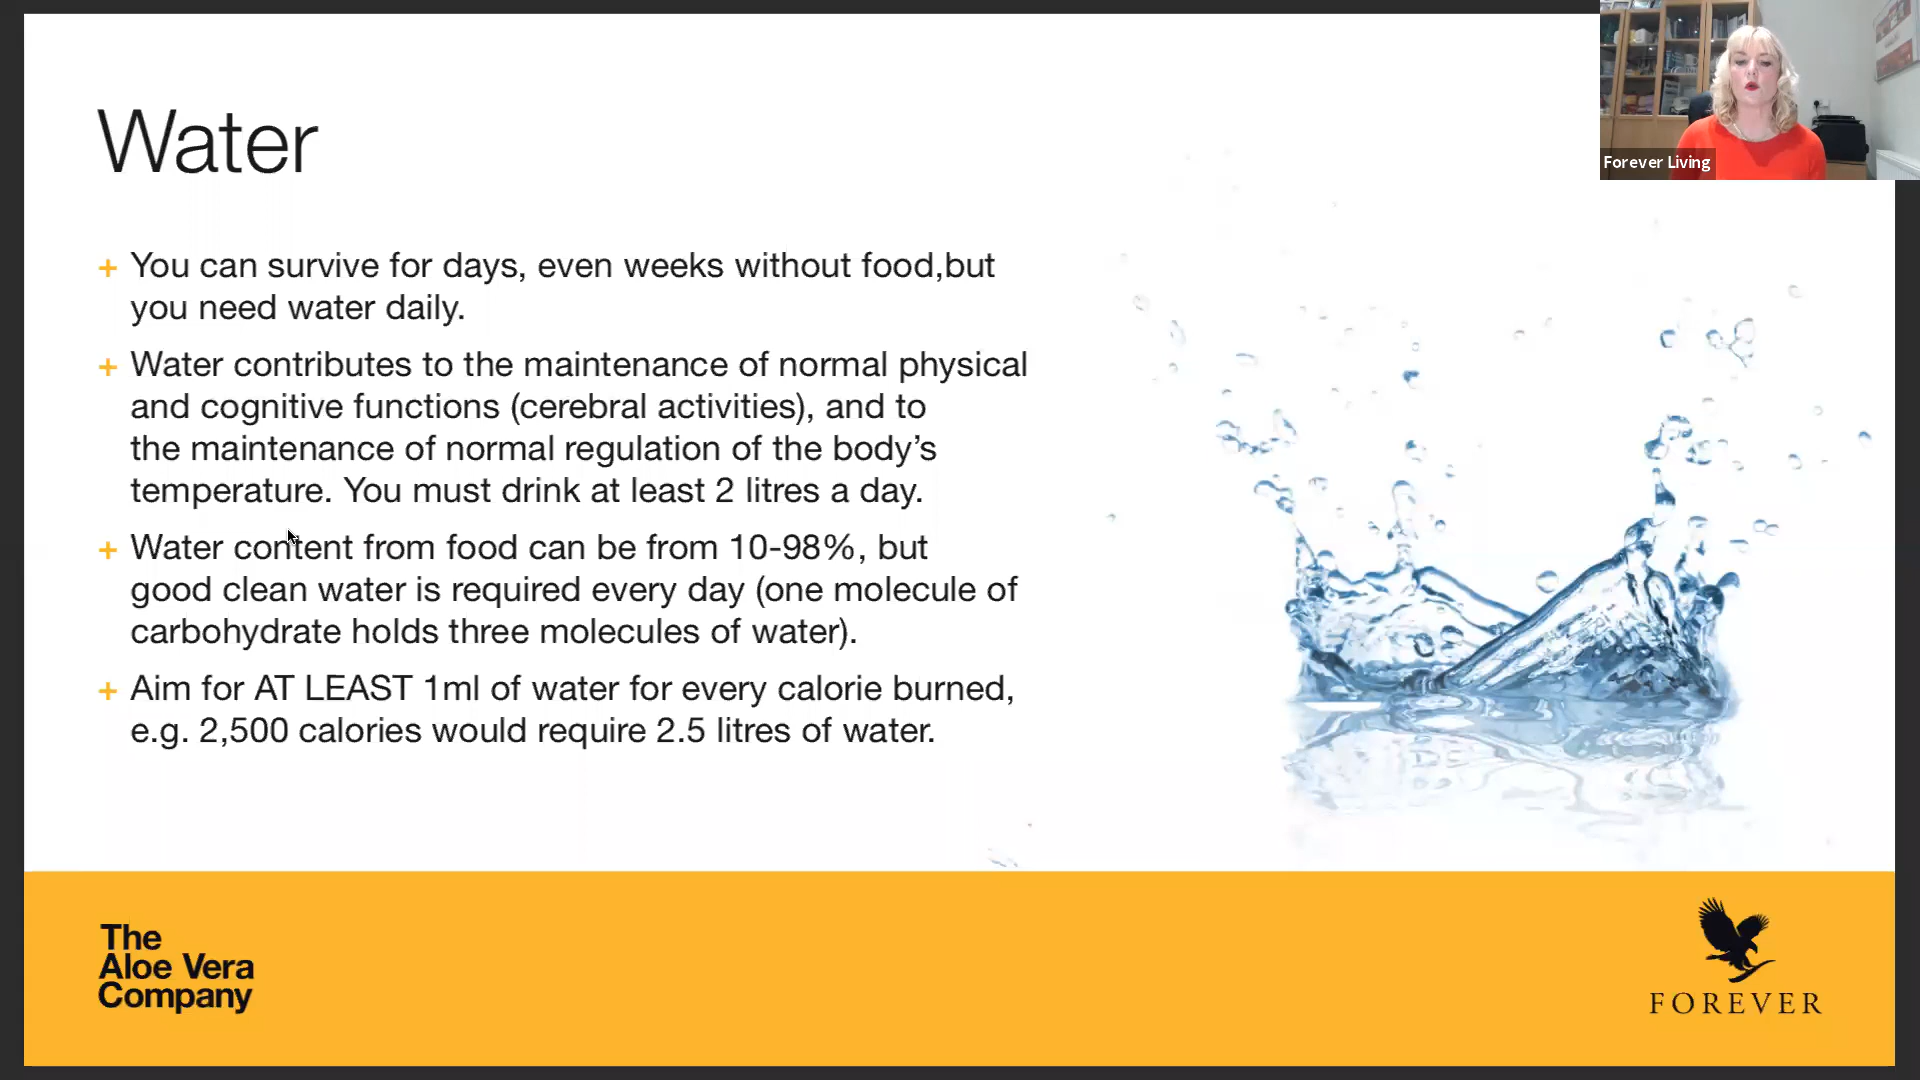 Water
Forever Living
+ You can survive for days, even weeks without food,but
you need water daily.
+ Water contributes to the maintenance of normal physical
and cognitive functions (cerebral activities), and to
the maintenance of normal regulation of the body’s
temperature. You must drink at least 2 litres a day.
+ Water content from food can be from 10-98%, but
good clean water is required every day (one molecule of
carbohydrate holds three molecules of water).
+ Aim for AT LEAST 1ml of water for every calorie burned,
e.g. 2,500 calories would require 2.5 litres of water.
The
Aloe Vera
Company
FOREVER